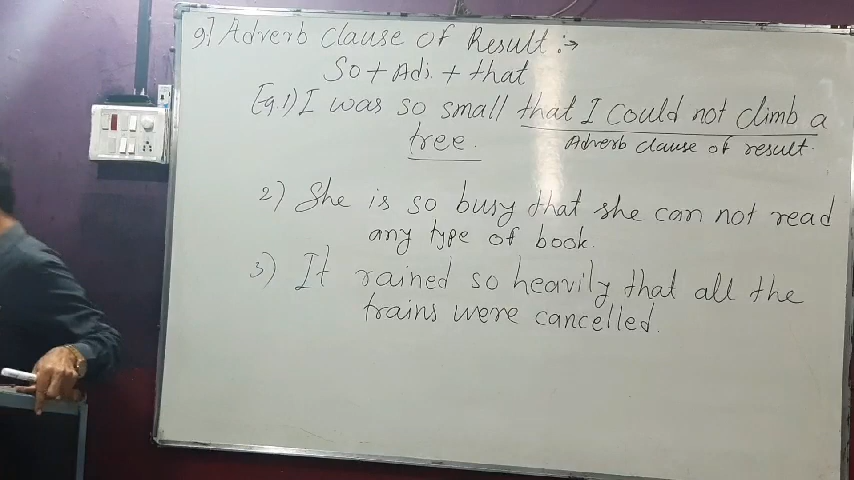 9] Adverb clause of Result :→
So + Adj. + that
Eg. 1) I was so small that I could not climb a
tree.
Adverb clause of result.
2) She is so busy that she can not read
any type of book.
3) It rained so heavily that all the
trains were cancelled.